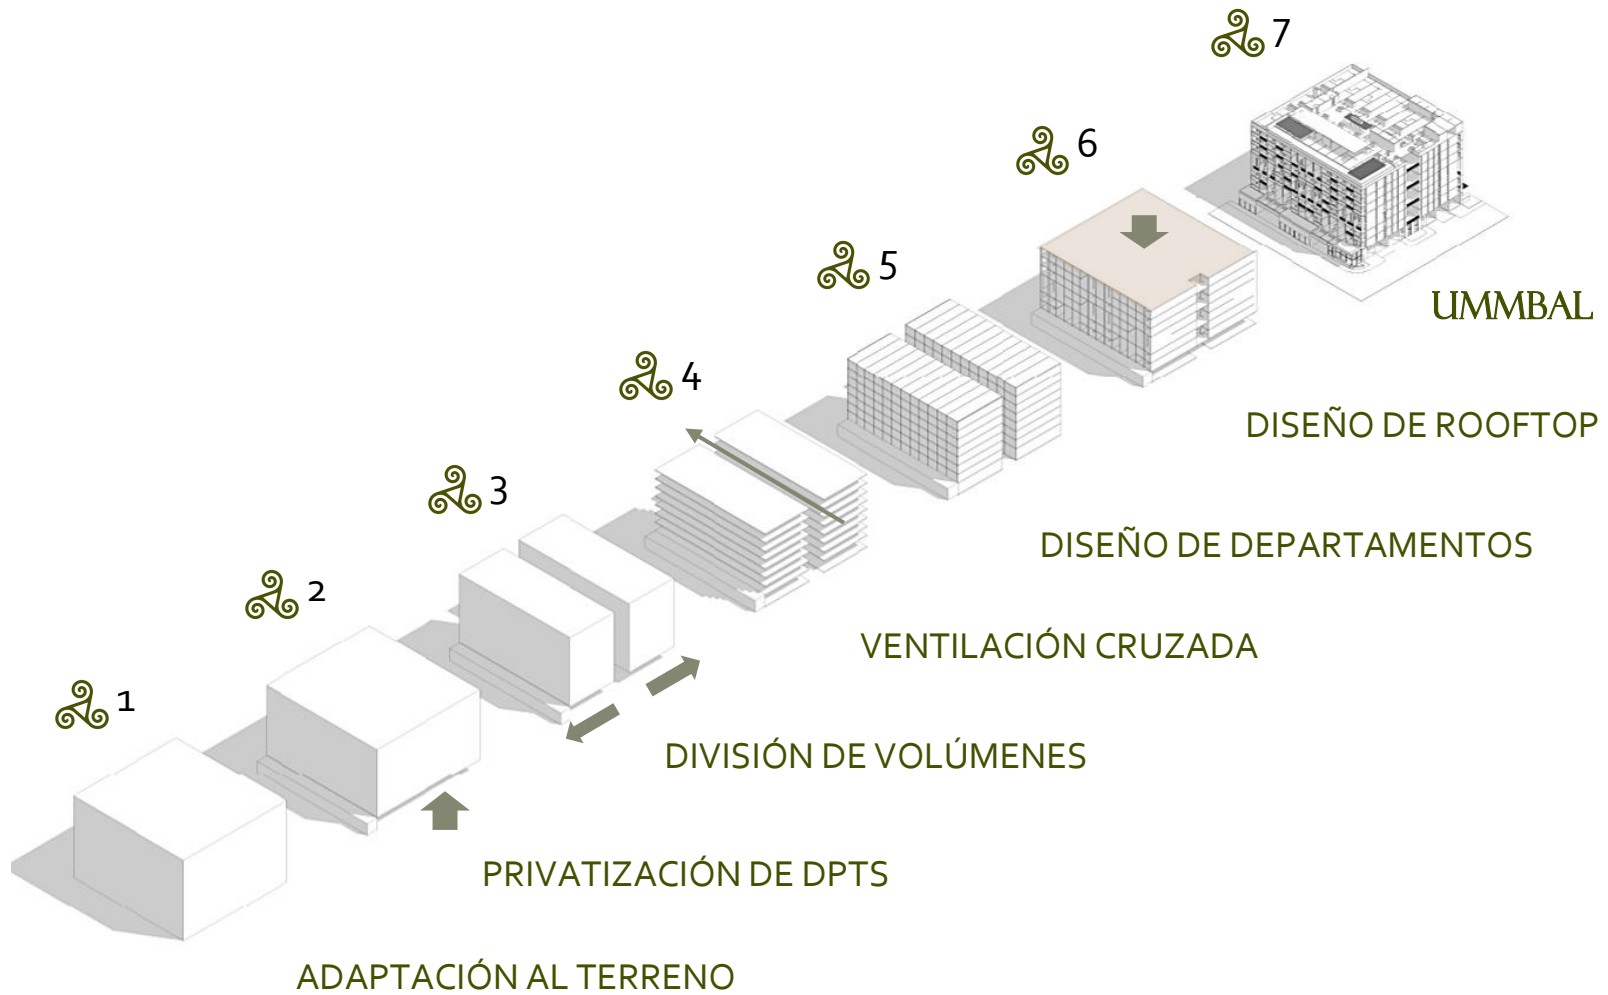 1
ADAPTACIÓN AL TERRENO
2
PRIVATIZACIÓN DE DPTS
3
DIVISIÓN DE VOLÚMENES
4
VENTILACIÓN CRUZADA
5
DISEÑO DE DEPARTAMENTOS
6
DISEÑO DE ROOFTOP
7
UMMBAL